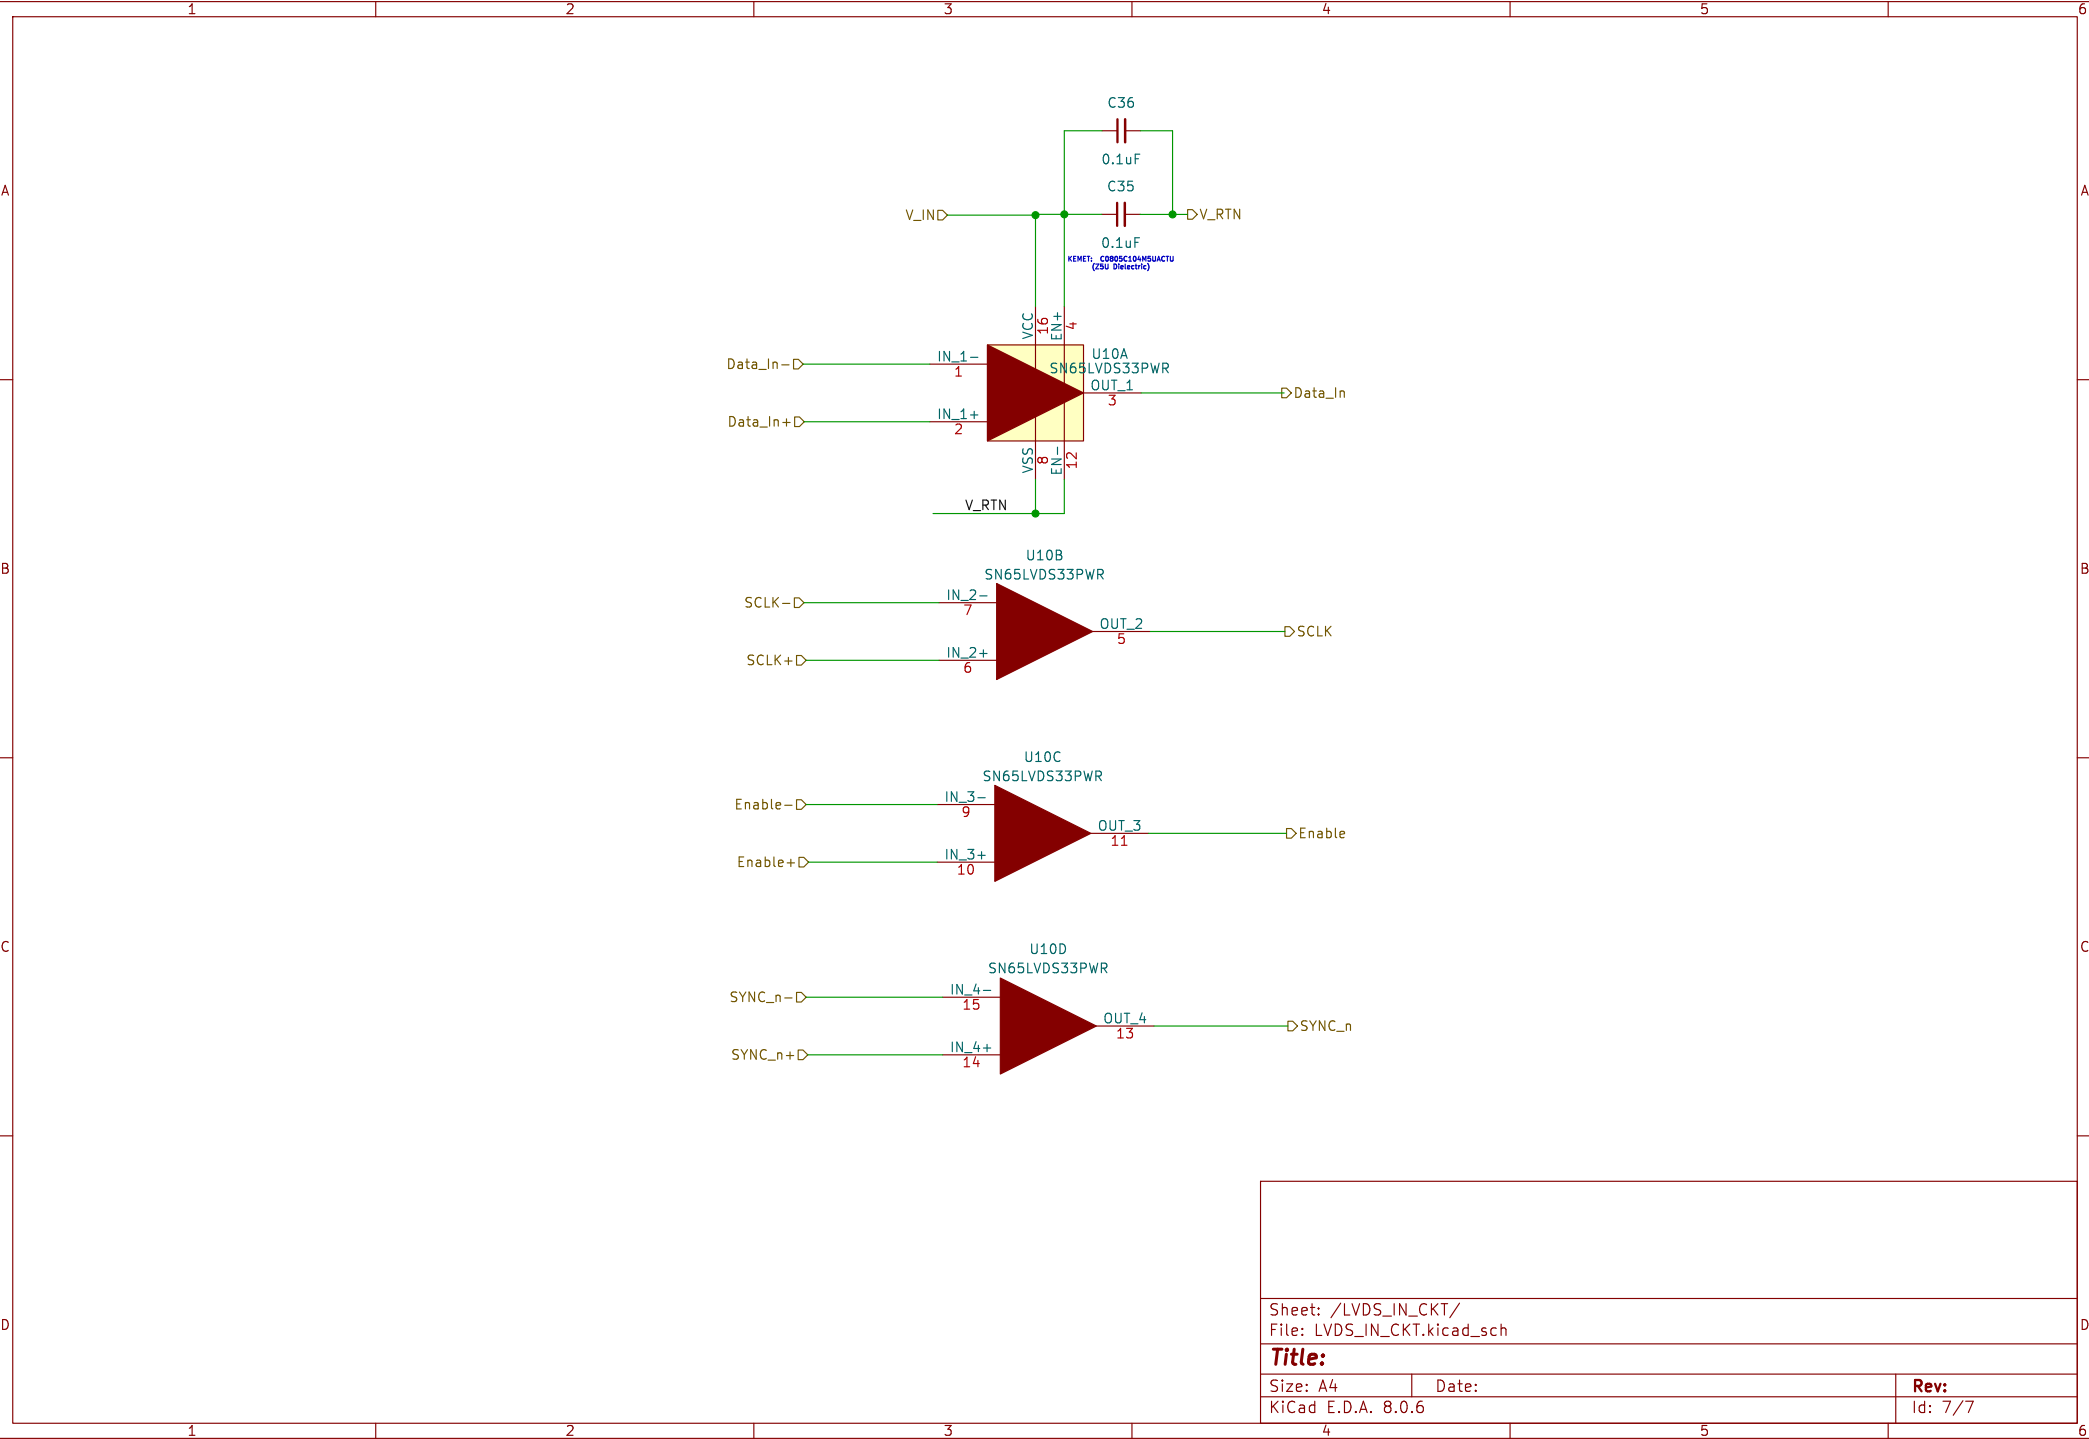 1 2 3 4 5 6
C36
0.1uF
A A
C35
V_IN V_RTN
0.1uF
KEMET: C0805C104M5UACTU
(Z5U Dielectric)
VCC 16 EN+ 4
U10A
SN65LVDS33PWR
Data_In- IN_1- 1
OUT_1 3 Data_In
Data_In+ IN_1+ 2
VSS 8 EN- 12
V_RTN
U10B
SN65LVDS33PWR
B B
SCLK- IN_2- 7
OUT_2 5 SCLK
SCLK+ IN_2+ 6
U10C
SN65LVDS33PWR
Enable- IN_3- 9
OUT_3 11 Enable
Enable+ IN_3+ 10
U10D
SN65LVDS33PWR
C C
SYNC_n- IN_4- 15
OUT_4 13 SYNC_n
SYNC_n+ IN_4+ 14
Sheet: /LVDS_IN_CKT/
D D
File: LVDS_IN_CKT.kicad_sch
Title:
Size: A4 Date: Rev:
KiCad E.D.A. 8.0.6 Id: 7/7
1 2 3 4 5 6